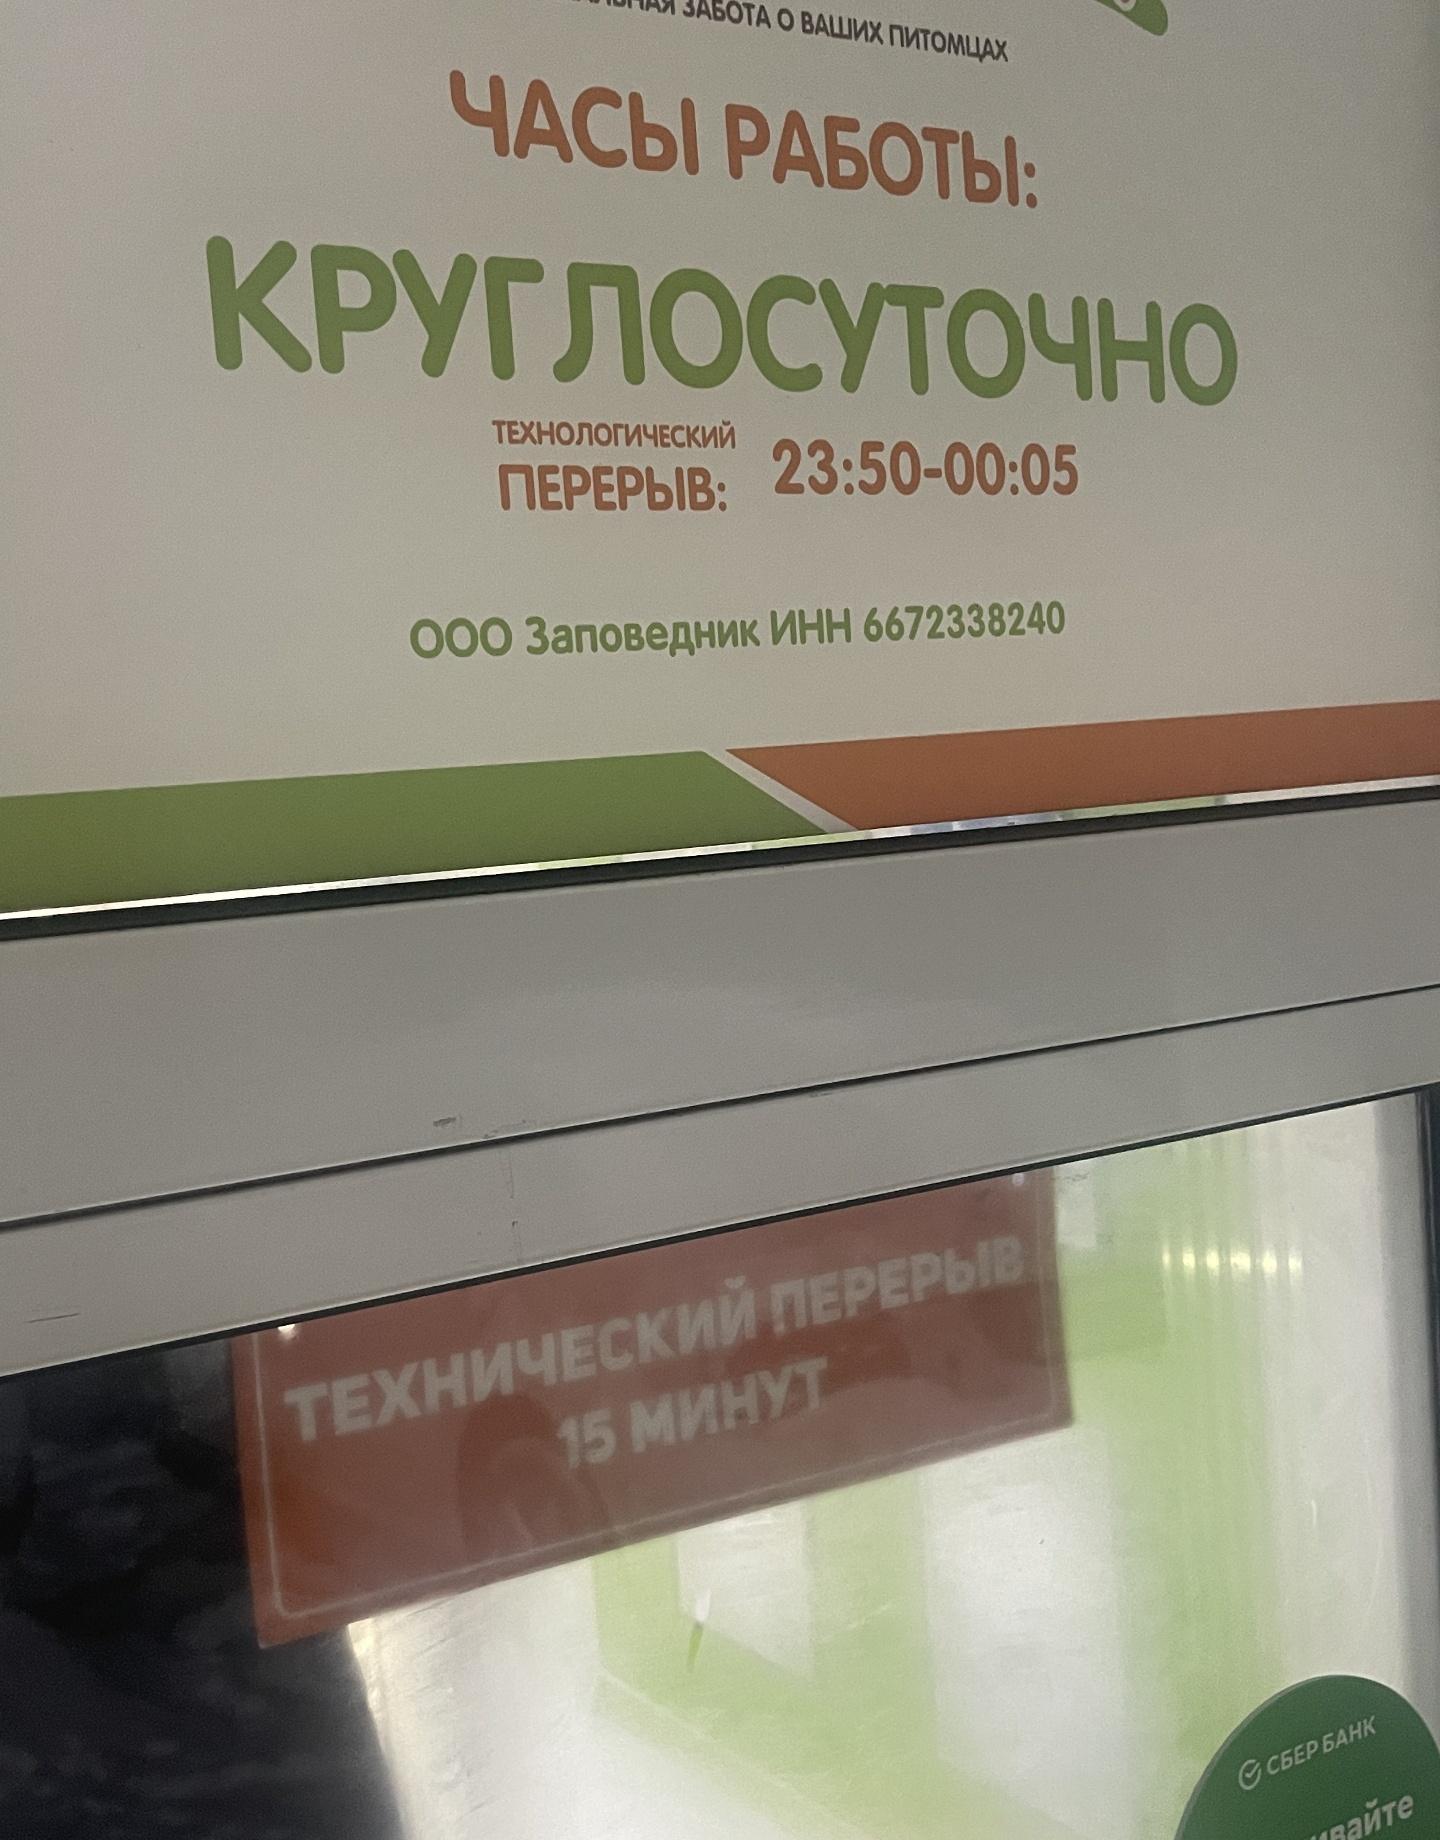 ЗАБОТА О ВАШИХ ПИТОМЦАХ
ЧАСЫ РАБОТЫ:
КРУГЛОСУТОЧНО
ТЕХНОЛОГИЧЕСКИЙ
ПЕРЕРЫВ: 23:50-00:05
ООО Заповедник ИНН 6672338240
ТЕХНИЧЕСКИЙ ПЕРЕРЫВ
15 МИНУТ
СБЕР БАНК